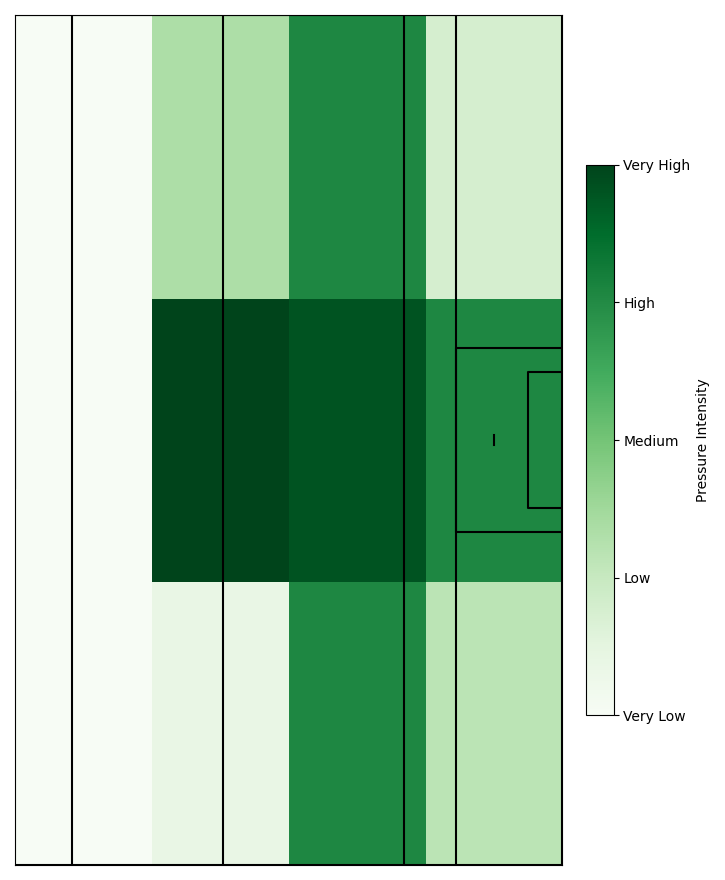 Very High
High
Medium
Low
Very Low
Pressure Intensity